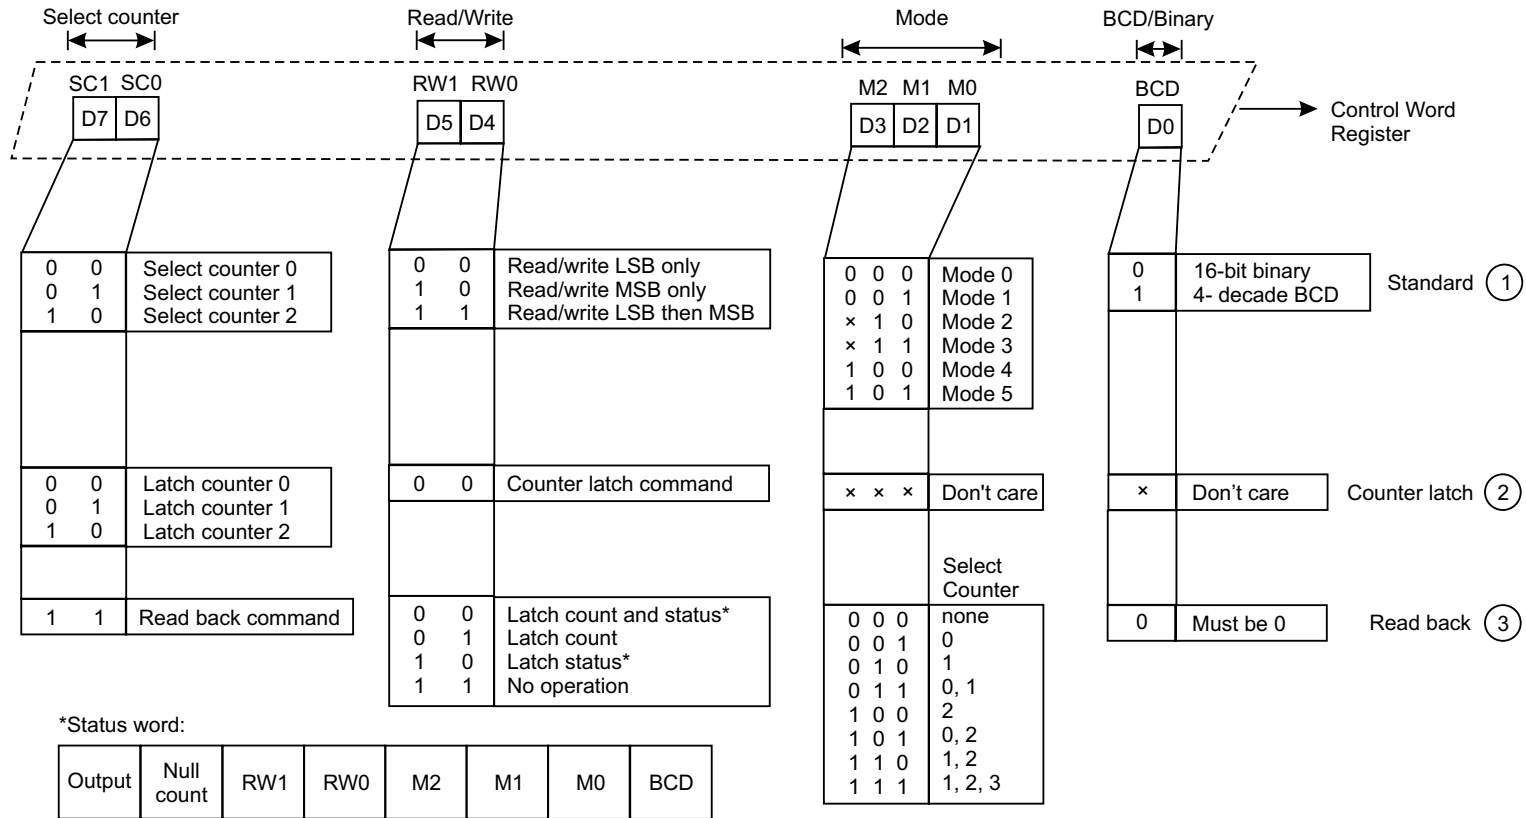 Select counter
Read/Write
Mode
BCD/Binary
SC1 SC0
RW1 RW0
M2 M1 M0
BCD
D7 D6
D5 D4
D3 D2 D1
D0
Control Word
Register
0 0 Select counter 0
0 1 Select counter 1
1 0 Select counter 2
0 0 Read/write LSB only
1 0 Read/write MSB only
1 1 Read/write LSB then MSB
0 0 0 Mode 0
0 0 1 Mode 1
× 1 0 Mode 2
× 1 1 Mode 3
1 0 0 Mode 4
1 0 1 Mode 5
0 16-bit binary
1 4- decade BCD
Standard 1
0 0 Latch counter 0
0 1 Latch counter 1
1 0 Latch counter 2
0 0 Counter latch command
× × × Don't care
× Don’t care
Counter latch 2
1 1 Read back command
0 0 Latch count and status*
0 1 Latch count
1 0 Latch status*
1 1 No operation
Select
Counter
0 0 0 none
0 0 1 0
0 1 0 1
0 1 1 0, 1
1 0 0 2
1 0 1 0, 2
1 1 0 1, 2
1 1 1 1, 2, 3
0 Must be 0
Read back 3
*Status word:
Output
Null
count
RW1
RW0
M2
M1
M0
BCD